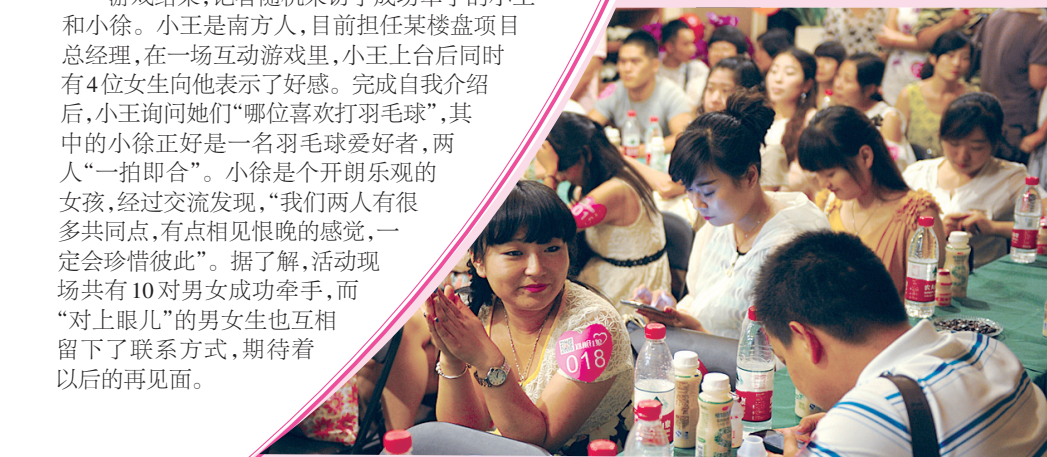 和小徐。小王是南方人，目前担任某楼盘项目
总经理，在一场互动游戏里，小王上台后同时
有4位女生向他表示了好感。完成自我介绍
后，小王询问她们“哪位喜欢打羽毛球”，其
中的小徐正好是一名羽毛球爱好者，两
人“一拍即合”。小徐是个开朗乐观的
女孩，经过交流发现，“我们两人有很
多共同点，有点相见恨晚的感觉，一
定会珍惜彼此”。据了解，活动现
场共有10对男女成功牵手，而
“对上眼儿”的男女生也互相
留下了联系方式，期待着
以后的再见面。
018